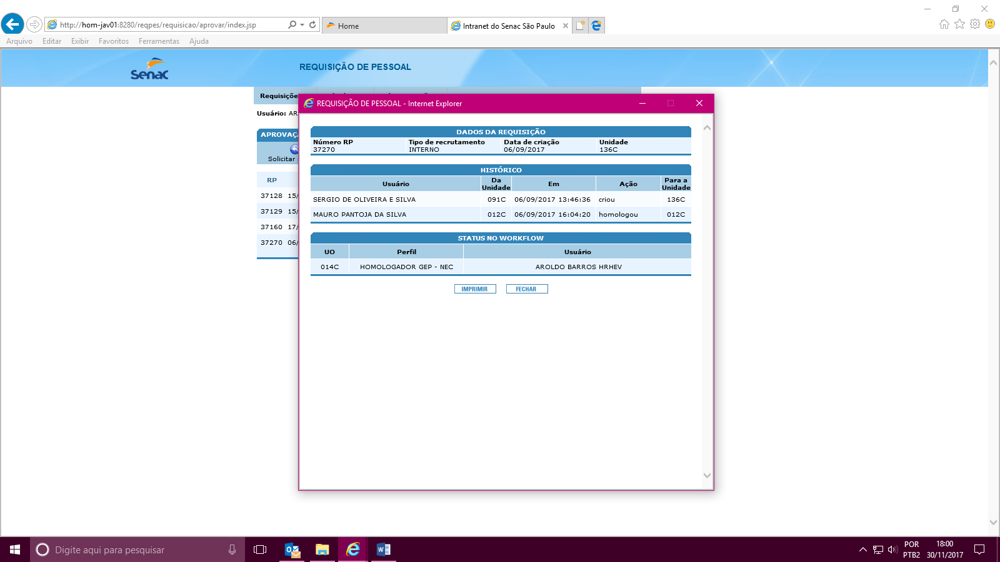 http://hom-jav01:8280/reqpes/requisicao/aprovar/index.jsp
Home
Intranet do Senac São Paulo
Arquivo Editar Exibir Favoritos Ferramentas Ajuda
senac
REQUISIÇÃO DE PESSOAL
Requisiçõe
Usuário: AR
APROVAÇ
Solicitar
RP
37128 15/
37129 15/
37160 17/
37270 06/
REQUISIÇÃO DE PESSOAL - Internet Explorer
DADOS DA REQUISIÇÃO
Número RP Tipo de recrutamento Data de criação Unidade
37270 INTERNO 06/09/2017 136C
HISTÓRICO
Usuário Da Unidade Em Ação Para a Unidade
SERGIO DE OLIVEIRA E SILVA 091C 06/09/2017 13:46:36 criou 136C
MAURO PANTOJA DA SILVA 012C 06/09/2017 16:04:20 homologou 012C
STATUS NO WORKFLOW
UO Perfil Usuário
014C HOMOLOGADOR GEP - NEC AROLDO BARROS HRHEV
IMPRIMIR FECHAR
Digite aqui para pesquisar
POR 18:00
PTB2 30/11/2017